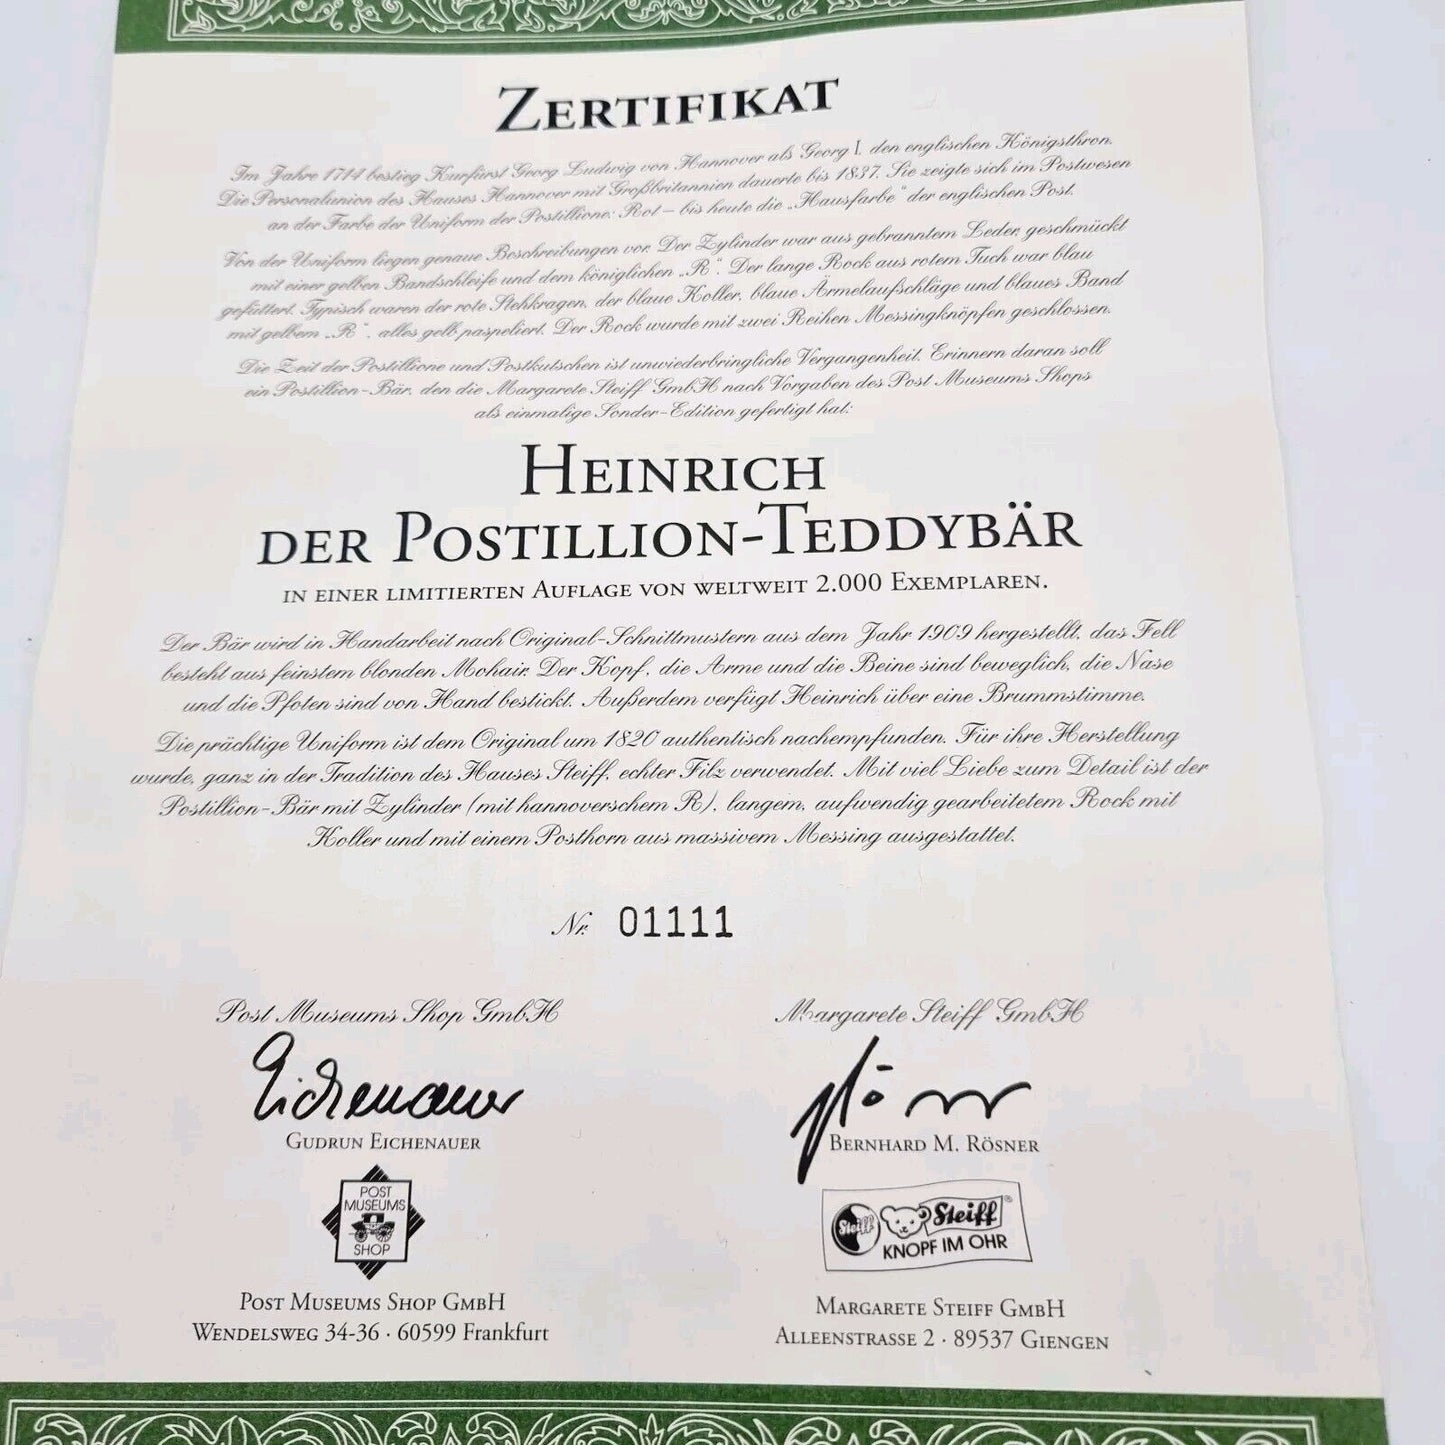 ZERTIFIKAT
Im Jahre 1714 bestieg Kurfürst Georg Ludwig von Hannover als Georg I. den englischen Königsthron.
Die Personalunion des Hauses Hannover mit Großbritannien dauerte bis 1837. Sie zeigte sich im Postwesen
an der Farbe der Uniform der Postillione: Rot – bis heute die „Hausfarbe“ der englischen Post.
Von der Uniform liegen genaue Beschreibungen vor. Der Zylinder war aus gebranntem Leder, geschmückt
mit einer gelben Bandschleife und dem königlichen „R“. Der lange Rock aus rotem Tuch war blau
gefüttert. Typisch waren der rote Stehkragen, der blaue Koller, blaue Ärmelaufschläge und blaues Band
mit gelbem „R“, alles gelb paspeliert. Der Rock wurde mit zwei Reihen Messingknöpfen geschlossen.
Die Zeit der Postillione und Postkutschen ist unwiederbringliche Vergangenheit. Erinnern daran soll
ein Postillion-Bär, den die Margarete Steiff GmbH nach Vorgaben des Post Museums Shops
als einmalige Sonder-Edition gefertigt hat:
HEINRICH
DER POSTILLION-TEDDYBÄR
IN EINER LIMITIERTEN AUFLAGE VON WELTWEIT 2.000 EXEMPLAREN.
Der Bär wird in Handarbeit nach Original-Schnittmustern aus dem Jahr 1909 hergestellt, das Fell
besteht aus feinstem blonden Mohair. Der Kopf, die Arme und die Beine sind beweglich, die Nase
und die Pfoten sind von Hand bestickt. Außerdem verfügt Heinrich über eine Brummstimme.
Die prächtige Uniform ist dem Original um 1820 authentisch nachempfunden. Für ihre Herstellung
wurde, ganz in der Tradition des Hauses Steiff, echter Filz verwendet. Mit viel Liebe zum Detail ist der
Postillion-Bär mit Zylinder (mit hannoverschem R), langem, aufwendig gearbeitetem Rock mit
Koller und mit einem Posthorn aus massivem Messing ausgestattet.
Nr. 01111
Post Museums Shop GmbH
Eichenauer
GUDRUN EICHENAUER
POST
MUSEUMS
SHOP
POST MUSEUMS SHOP GMBH
WENDELSWEG 34-36 · 60599 Frankfurt
Margarete Steiff GmbH
BERNHARD M. RÖSNER
Steiff
Steiff®
KNOPF IM OHR
MARGARETE STEIFF GMBH
ALLEENSTRASSE 2 · 89537 GIENGEN